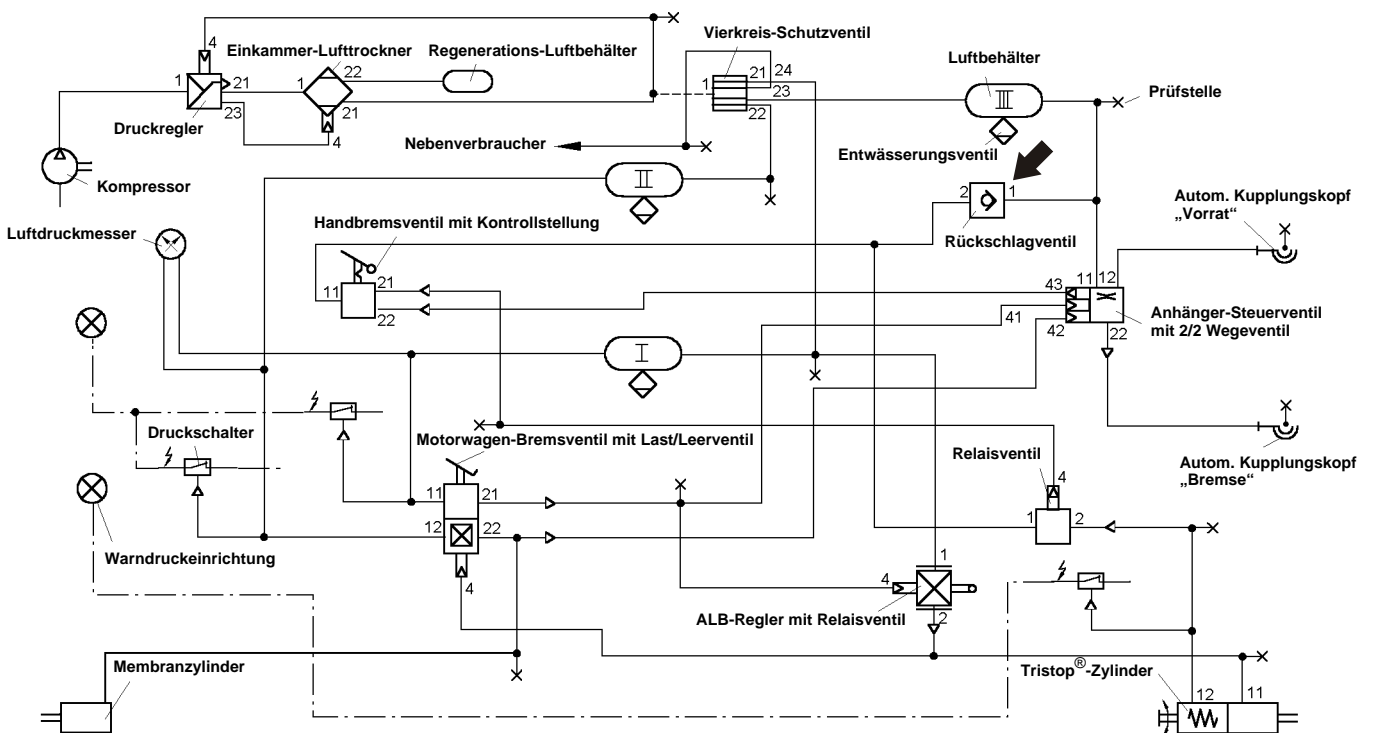 4
Einkammer-Lufttrockner
Regenerations-Luftbehälter
Vierkreis-Schutzventil
Luftbehälter
1
21
1
22
21
24
1
23
22
III
Prüfstelle
23
21
4
Druckregler
Nebenverbraucher
Entwässerungsventil
Kompressor
II
2
1
Autom. Kupplungskopf
„Vorrat“
Luftdruckmesser
Handbremsventil mit Kontrollstellung
Rückschlagventil
11
21
22
43
11
12
41
42
22
Anhänger-Steuerventil
mit 2/2 Wegeventil
I
Druckschalter
Motorwagen-Bremsventil mit Last/Leerventil
Relaisventil
Autom. Kupplungskopf
„Bremse“
11
21
4
12
22
1
2
Warndruckeinrichtung
4
1
4
2
ALB-Regler mit Relaisventil
Membranzylinder
Tristop®-Zylinder
12
11